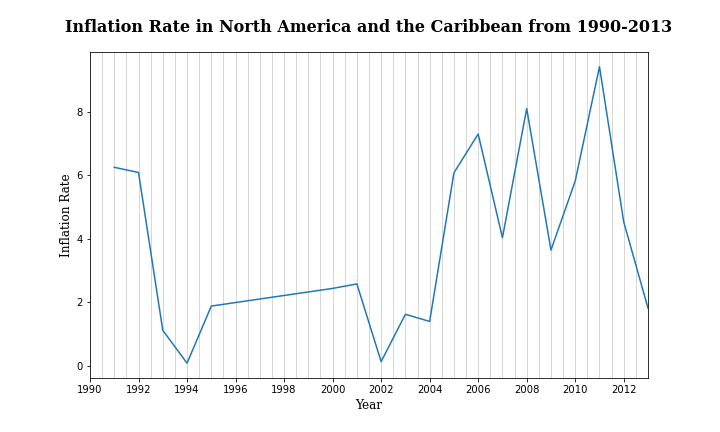 Inflation Rate in North America and the Caribbean from 1990-2013
8
6
4
2
0
Inflation Rate
1990 1992 1994 1996 1998 2000 2002 2004 2006 2008 2010 2012
Year